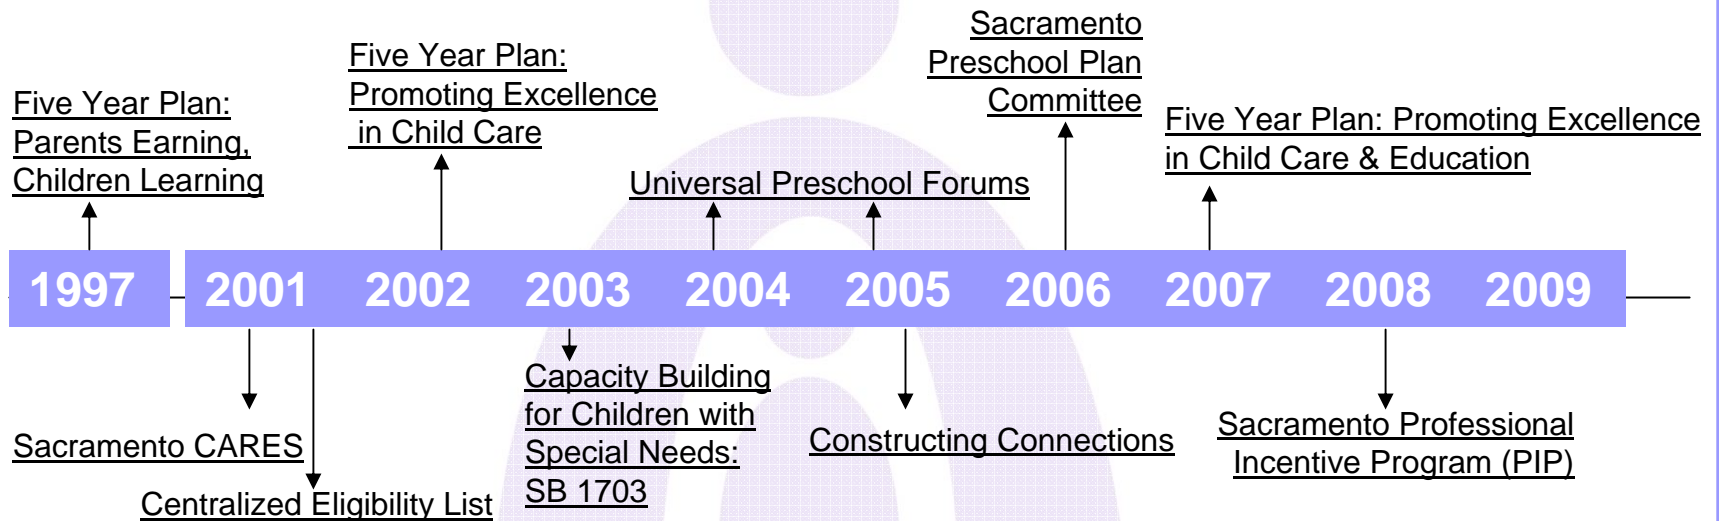 Five Year Plan:
Parents Earning,
Children Learning
Five Year Plan:
Promoting Excellence
in Child Care
Universal Preschool Forums
Sacramento
Preschool Plan
Committee
Five Year Plan: Promoting Excellence
in Child Care & Education
1997 2001 2002 2003 2004 2005 2006 2007 2008 2009
Sacramento CARES
Centralized Eligibility List
Capacity Building
for Children with
Special Needs:
SB 1703
Constructing Connections
Sacramento Professional
Incentive Program (PIP)